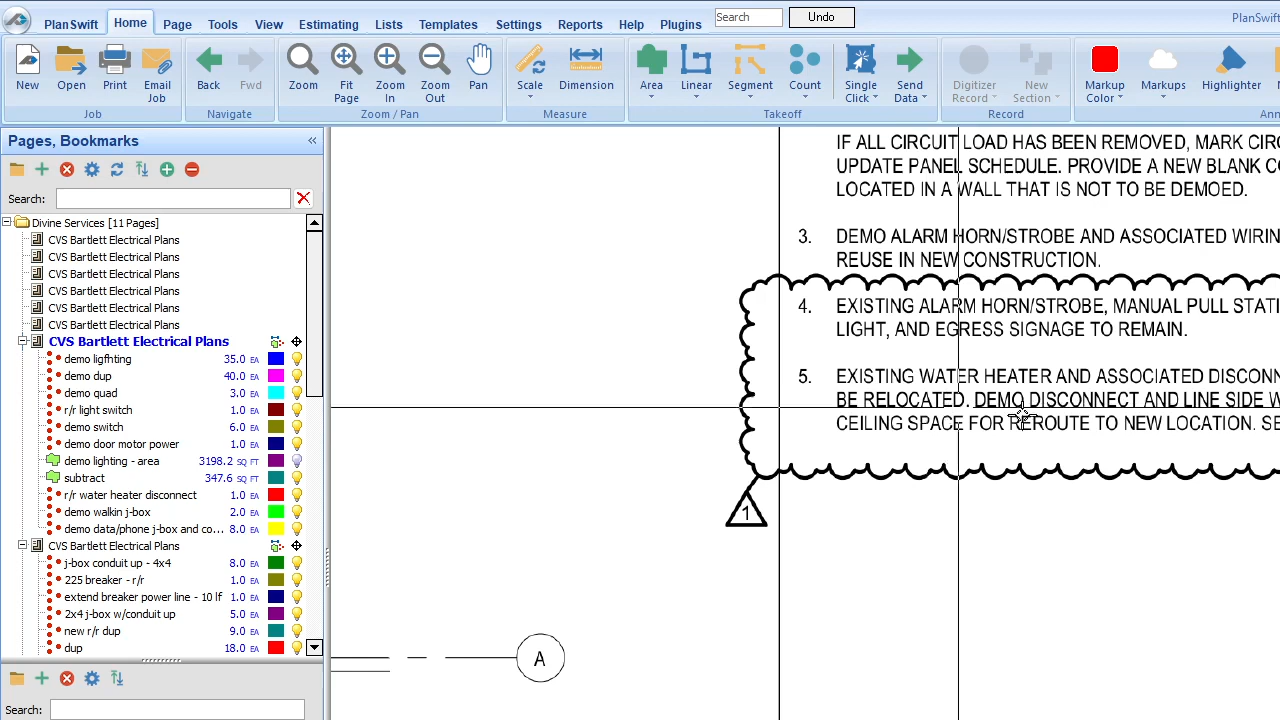 PlanSwift Home Page Tools View Estimating Lists Templates Settings Reports Help Plugins Search Undo
New Open Print Email Job Back Fwd Zoom Fit Page Zoom In Zoom Out Pan Scale Dimension Area Linear Segment Count Single Click Send Data Digitizer Record New Section Markup Color Markups Highlighter
Job Navigate Zoom / Pan Measure Takeoff Record
Pages, Bookmarks
Search:
Divine Services [11 Pages]
CVS Bartlett Electrical Plans
CVS Bartlett Electrical Plans
CVS Bartlett Electrical Plans
CVS Bartlett Electrical Plans
CVS Bartlett Electrical Plans
CVS Bartlett Electrical Plans
CVS Bartlett Electrical Plans
demo ligfhting 35.0 EA
demo dup 40.0 EA
demo quad 3.0 EA
r/r light switch 1.0 EA
demo switch 6.0 EA
demo door motor power 1.0 EA
demo lighting - area 3198.2 SQ FT
subtract 347.6 SQ FT
r/r water heater disconnect 1.0 EA
demo walkin j-box 2.0 EA
demo data/phone j-box and co... 8.0 EA
CVS Bartlett Electrical Plans
j-box conduit up - 4x4 8.0 EA
225 breaker - r/r 1.0 EA
extend breaker power line - 10 lf 1.0 EA
2x4 j-box w/conduit up 5.0 EA
new r/r dup 9.0 EA
dup 18.0 EA
Search:
IF ALL CIRCUIT LOAD HAS BEEN REMOVED, MARK
UPDATE PANEL SCHEDULE. PROVIDE A NEW BLANK
LOCATED IN A WALL THAT IS NOT TO BE DEMOED.
3. DEMO ALARM HORN/STROBE AND ASSOCIATED
REUSE IN NEW CONSTRUCTION.
4. EXISTING ALARM HORN/STROBE, MANUAL PULL
LIGHT, AND EGRESS SIGNAGE TO REMAIN.
5. EXISTING WATER HEATER AND ASSOCIATED
BE RELOCATED. DEMO DISCONNECT AND LINE SIDE
CEILING SPACE FOR REROUTE TO NEW LOCATION.
1
A